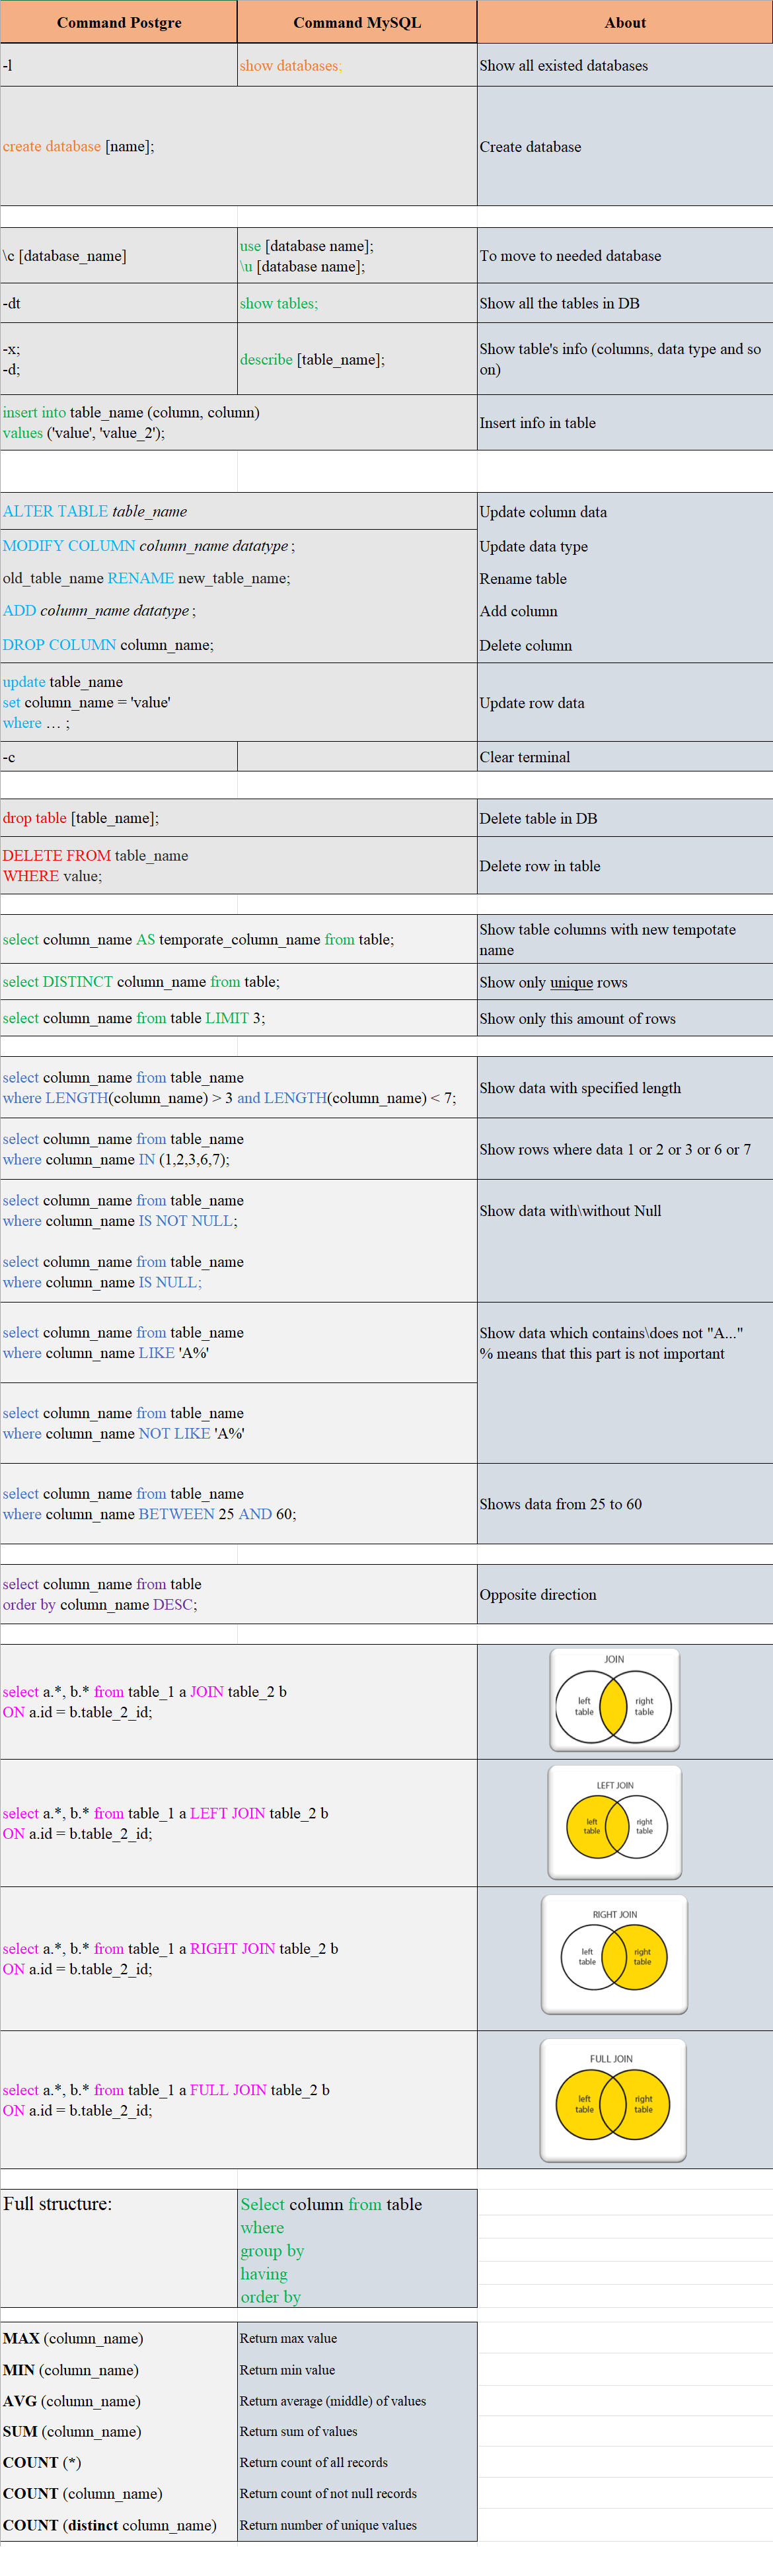 Command Postgre
Command MySQL
About
-l
show databases;
Show all existed databases
create database [name];
Create database
\c [database_name]
use [database name];
\u [database name];
To move to needed database
-dt
show tables;
Show all the tables in DB
-x;
-d;
describe [table_name];
Show table's info (columns, data type and so
on)
insert into table_name (column, column)
values ('value', 'value_2');
Insert info in table
ALTER TABLE table_name
Update column data
MODIFY COLUMN column_name datatype ;
Update data type
old_table_name RENAME new_table_name;
Rename table
ADD column_name datatype ;
Add column
DROP COLUMN column_name;
Delete column
update table_name
set column_name = 'value'
where … ;
Update row data
-c
Clear terminal
drop table [table_name];
Delete table in DB
DELETE FROM table_name
WHERE value;
Delete row in table
select column_name AS temporate_column_name from table;
Show table columns with new tempotate
name
select DISTINCT column_name from table;
Show only unique rows
select column_name from table LIMIT 3;
Show only this amount of rows
select column_name from table_name
where LENGTH(column_name) > 3 and LENGTH(column_name) < 7;
Show data with specified length
select column_name from table_name
where column_name IN (1,2,3,6,7);
Show rows where data 1 or 2 or 3 or 6 or 7
select column_name from table_name
where column_name IS NOT NULL;
select column_name from table_name
where column_name IS NULL;
Show data with\without Null
select column_name from table_name
where column_name LIKE 'A%'
Show data which contains\does not "A..."
% means that this part is not important
select column_name from table_name
where column_name NOT LIKE 'A%'
select column_name from table_name
where column_name BETWEEN 25 AND 60;
Shows data from 25 to 60
select column_name from table
order by column_name DESC;
Opposite direction
select a.*, b.* from table_1 a JOIN table_2 b
ON a.id = b.table_2_id;
JOIN
left
table
right
table
select a.*, b.* from table_1 a LEFT JOIN table_2 b
ON a.id = b.table_2_id;
LEFT JOIN
left
table
right
table
select a.*, b.* from table_1 a RIGHT JOIN table_2 b
ON a.id = b.table_2_id;
RIGHT JOIN
left
table
right
table
select a.*, b.* from table_1 a FULL JOIN table_2 b
ON a.id = b.table_2_id;
FULL JOIN
left
table
right
table
Full structure:
Select column from table
where
group by
having
order by
MAX (column_name)
Return max value
MIN (column_name)
Return min value
AVG (column_name)
Return average (middle) of values
SUM (column_name)
Return sum of values
COUNT (*)
Return count of all records
COUNT (column_name)
Return count of not null records
COUNT (distinct column_name)
Return number of unique values